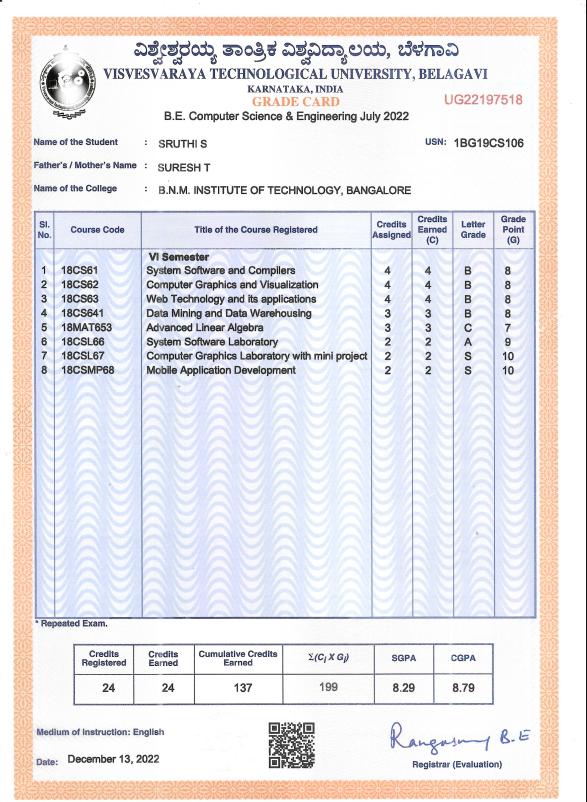 ವಿಶ್ವೇಶ್ವರಯ್ಯ ತಾಂತ್ರಿಕ ವಿಶ್ವವಿದ್ಯಾಲಯ, ಬೆಳಗಾವಿ
VISVESVARAYA TECHNOLOGICAL UNIVERSITY, BELAGAVI
KARNATAKA, INDIA
GRADE CARD
UG22197518
B.E. Computer Science & Engineering July 2022
Name of the Student : SRUTHI S USN: 1BG19CS106
Father's / Mother's Name : SURESH T
Name of the College : B.N.M. INSTITUTE OF TECHNOLOGY, BANGALORE
Sl. No. Course Code Title of the Course Registered Credits Assigned Credits Earned (C) Letter Grade Grade Point (G)
VI Semester
1 18CS61 System Software and Compilers 4 4 B 8
2 18CS62 Computer Graphics and Visualization 4 4 B 8
3 18CS63 Web Technology and its applications 4 4 B 8
4 18CS641 Data Mining and Data Warehousing 3 3 B 8
5 18MAT653 Advanced Linear Algebra 3 3 C 7
6 18CSL66 System Software Laboratory 2 2 A 9
7 18CSL67 Computer Graphics Laboratory with mini project 2 2 S 10
8 18CSMP68 Mobile Application Development 2 2 S 10
* Repeated Exam.
Credits Registered Credits Earned Cumulative Credits Earned Σ(Ci X Gi) SGPA CGPA
24 24 137 199 8.29 8.79
Medium of Instruction: English
Rangaswamy B.E
Date: December 13, 2022
Registrar (Evaluation)